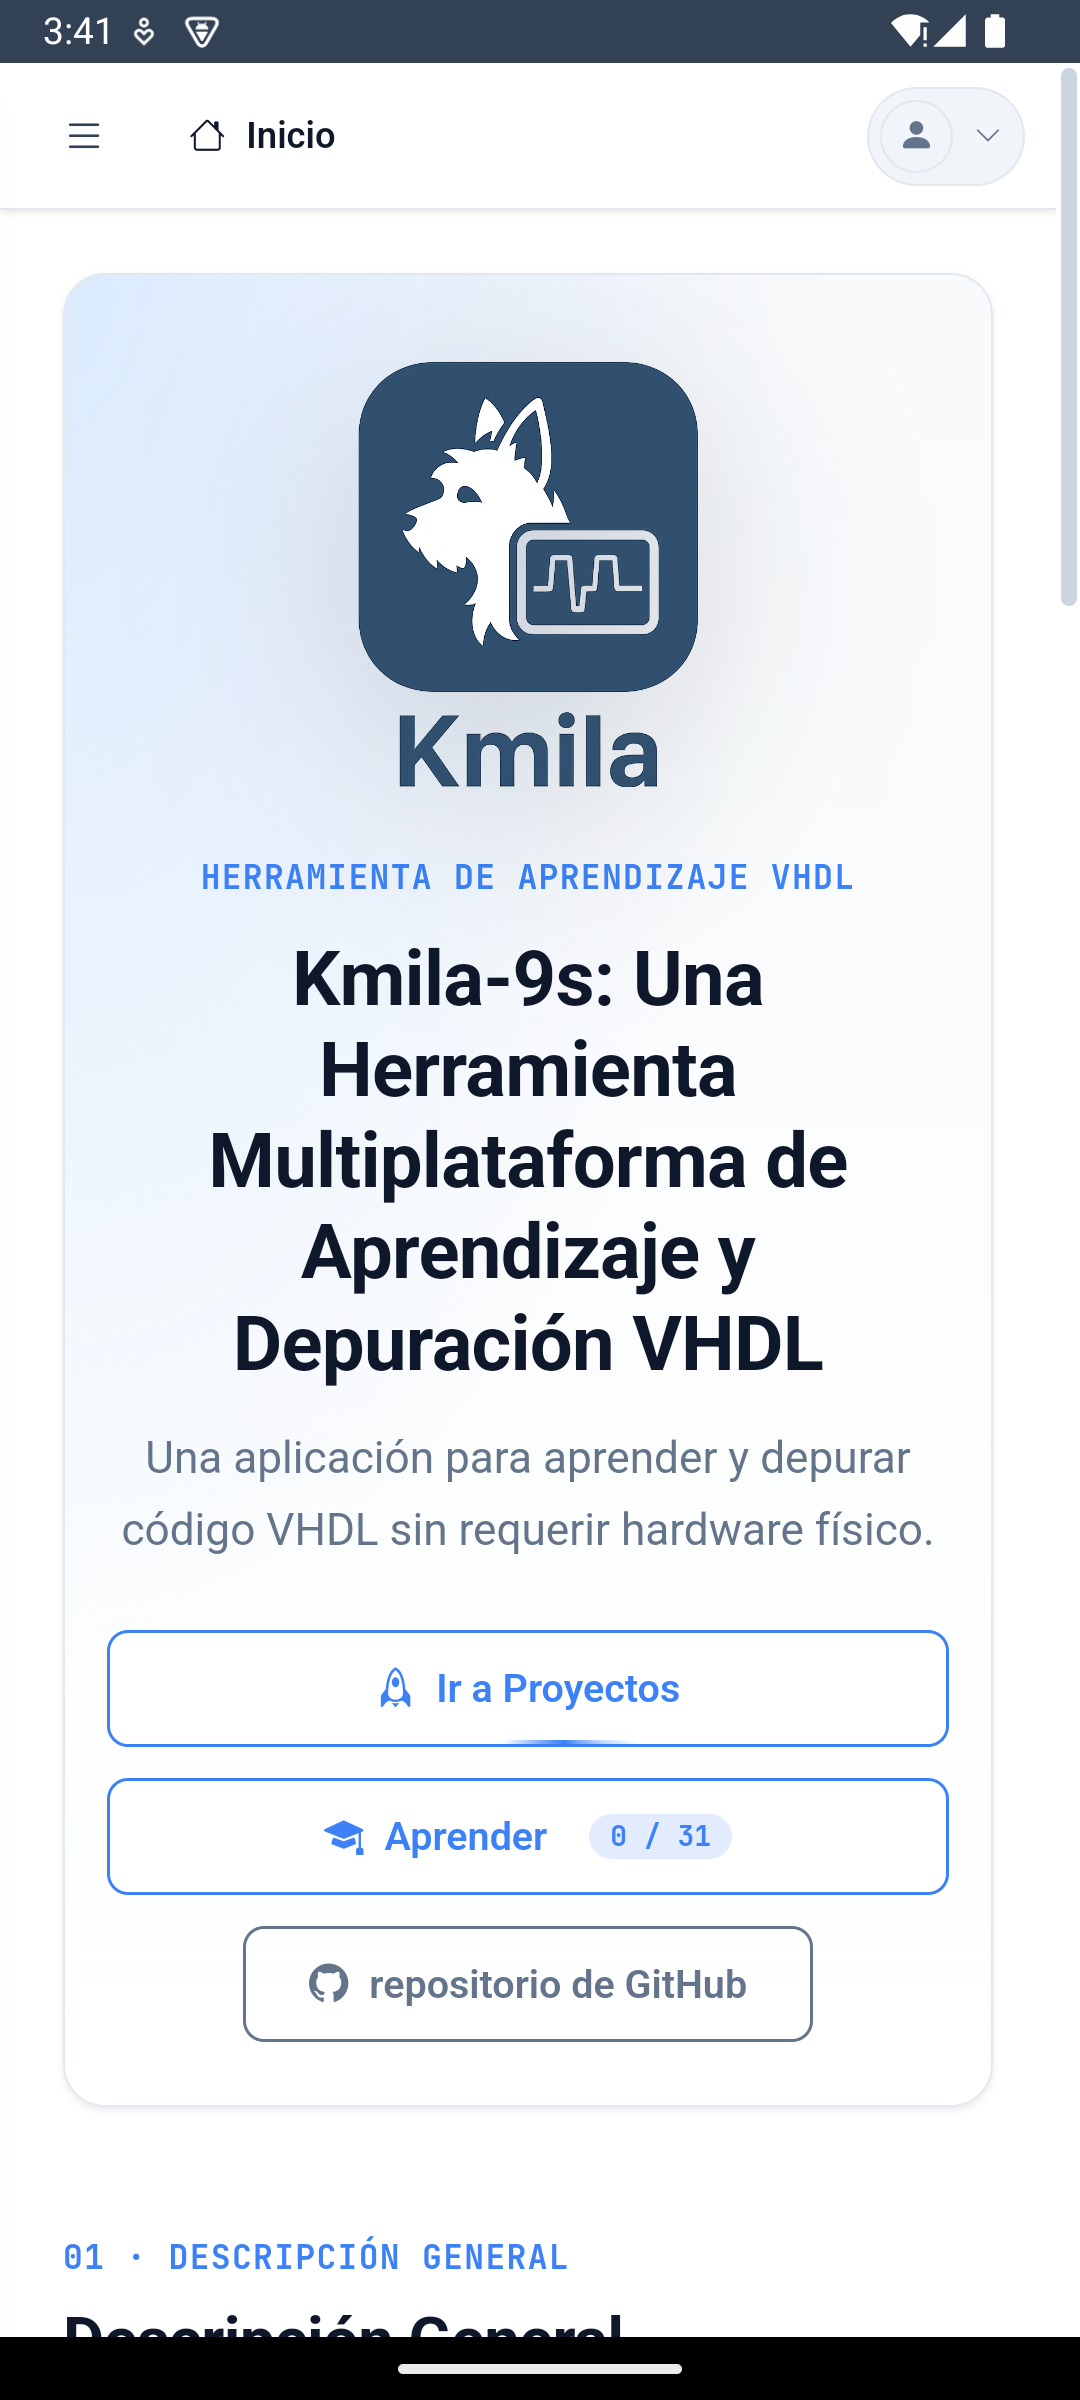 3:41
Inicio
Kmila
HERRAMIENTA DE APRENDIZAJE VHDL
Kmila-9s: Una
Herramienta
Multiplataforma de
Aprendizaje y
Depuración VHDL
Una aplicación para aprender y depurar
código VHDL sin requerir hardware físico.
Ir a Proyectos
Aprender 0 / 31
repositorio de GitHub
01 · DESCRIPCIÓN GENERAL
Descripción General